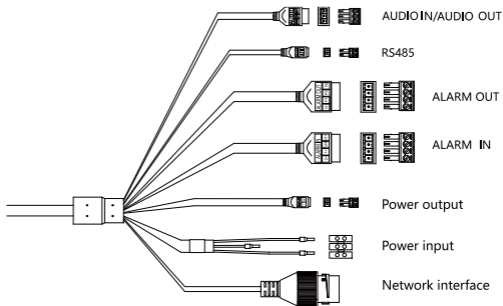 AUDIO IN/AUDIO OUT
RS485
ALARM OUT
ALARM IN
Power output
Power input
Network interface